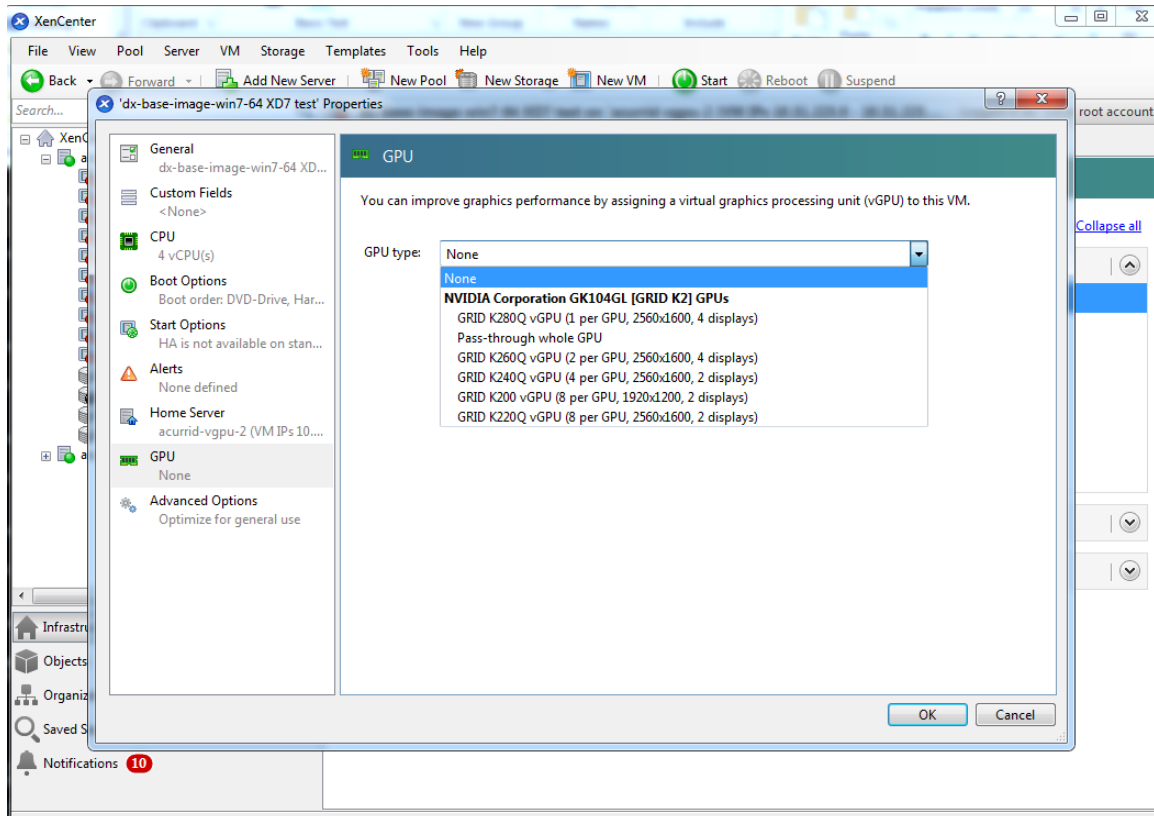 XenCenter
File View Pool Server VM Storage Templates Tools Help
Back Forward Add New Server New Pool New Storage New VM Start Reboot Suspend
Search...
'dx-base-image-win7-64 XD7 test' Properties
root account
XenC
General
dx-base-image-win7-64 XD...
Custom Fields
<None>
CPU
4 vCPU(s)
Boot Options
Boot order: DVD-Drive, Har...
Start Options
HA is not available on stan...
Alerts
None defined
Home Server
acurrid-vgpu-2 (VM IPs 10....
GPU
None
Advanced Options
Optimize for general use
GPU
You can improve graphics performance by assigning a virtual graphics processing unit (vGPU) to this VM.
GPU type: None
None
NVIDIA Corporation GK104GL [GRID K2] GPUs
GRID K280Q vGPU (1 per GPU, 2560x1600, 4 displays)
Pass-through whole GPU
GRID K260Q vGPU (2 per GPU, 2560x1600, 4 displays)
GRID K240Q vGPU (4 per GPU, 2560x1600, 2 displays)
GRID K200 vGPU (8 per GPU, 1920x1200, 2 displays)
GRID K220Q vGPU (8 per GPU, 2560x1600, 2 displays)
Collapse all
OK Cancel
Infrastru
Objects
Organiz
Saved S
Notifications 10